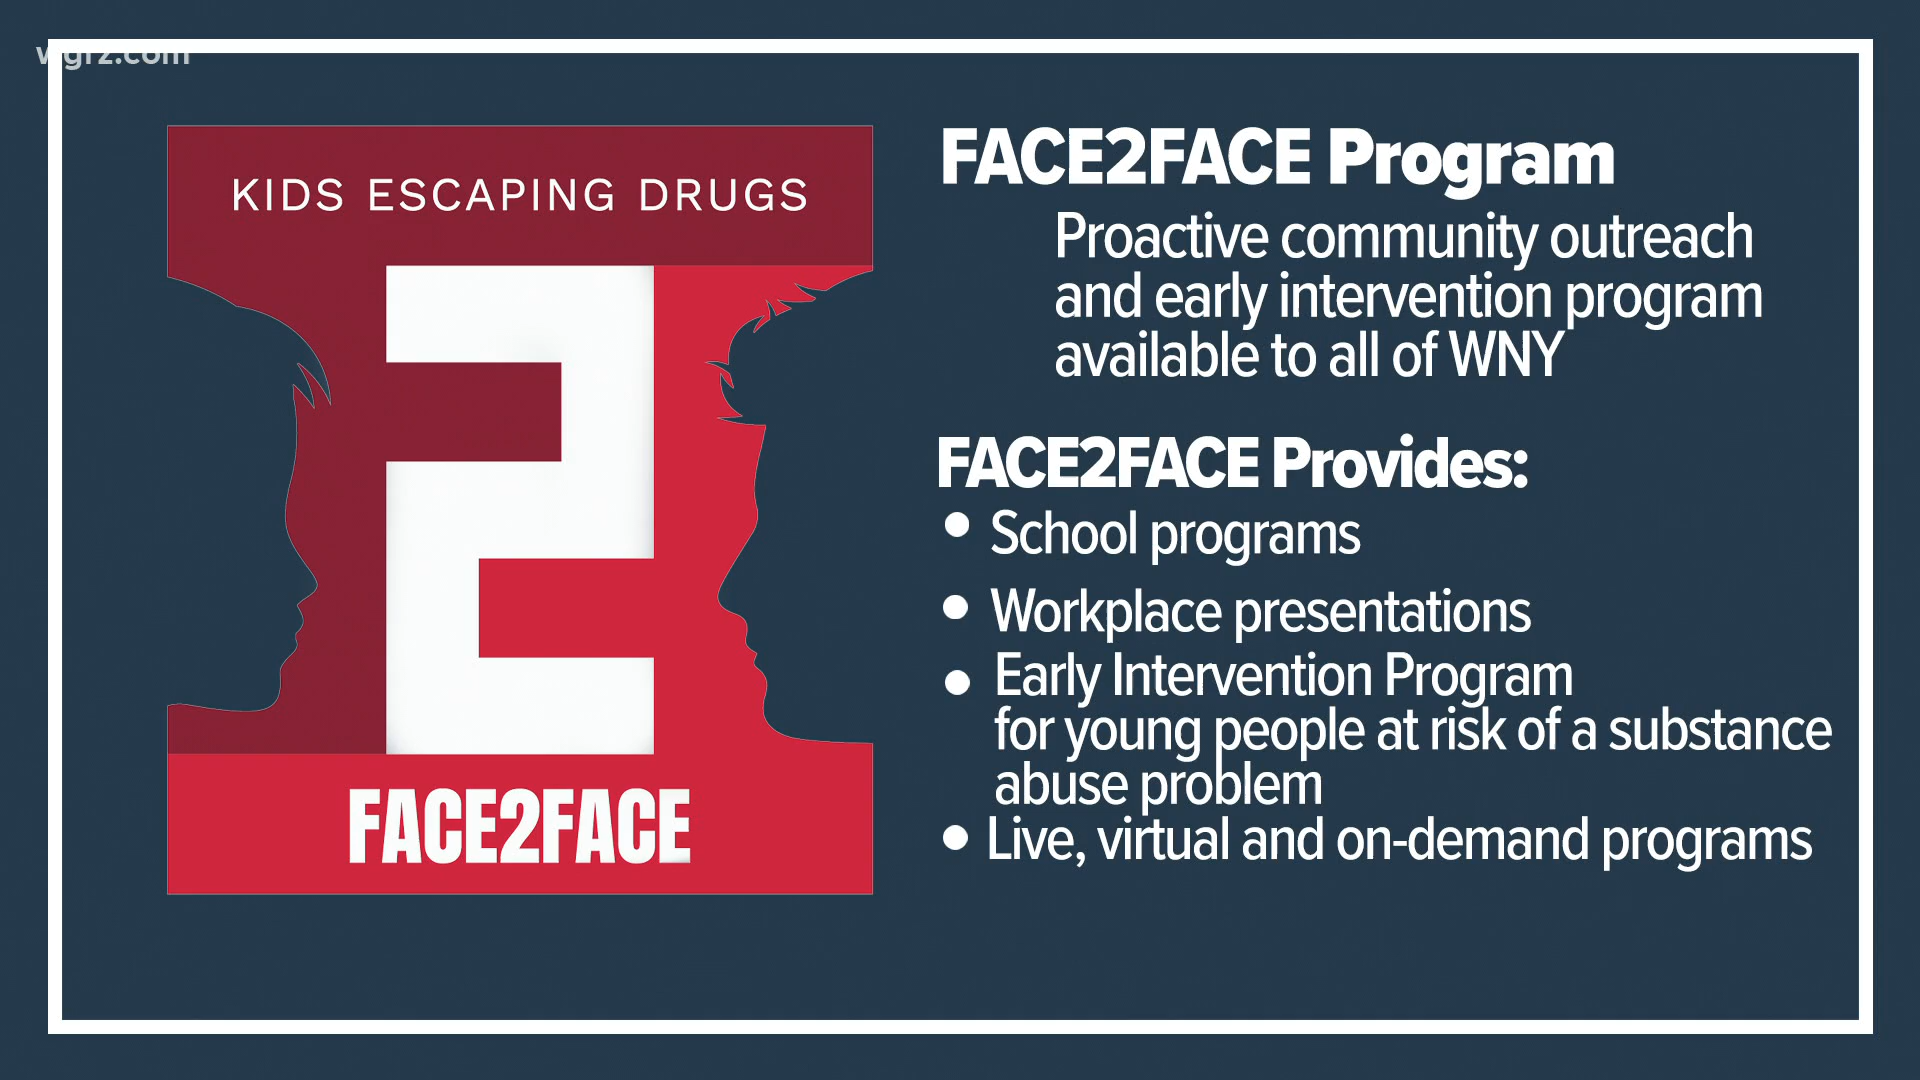 wgrz.com
KIDS ESCAPING DRUGS
2
FACE2FACE
FACE2FACE Program
Proactive community outreach
and early intervention program
available to all of WNY
FACE2FACE Provides:
• School programs
• Workplace presentations
• Early Intervention Program
for young people at risk of a substance
abuse problem
• Live, virtual and on-demand programs